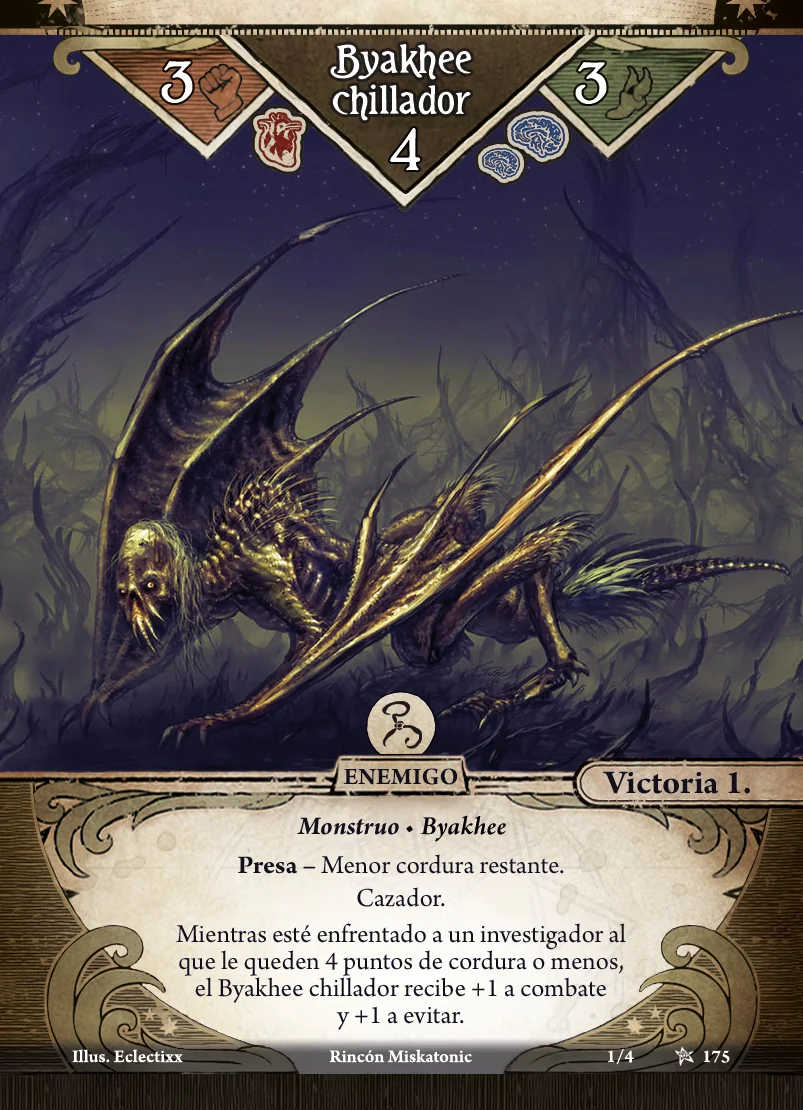 Byakhee
chillador
3
4
3
ENEMIGO
Victoria 1.
Monstruo • Byakhee
Presa – Menor cordura restante.
Cazador.
Mientras esté enfrentado a un investigador al
que le queden 4 puntos de cordura o menos,
el Byakhee chillador recibe +1 a combate
y +1 a evitar.
Illus. Eclectixx Rincón Miskatonic 1/4 175